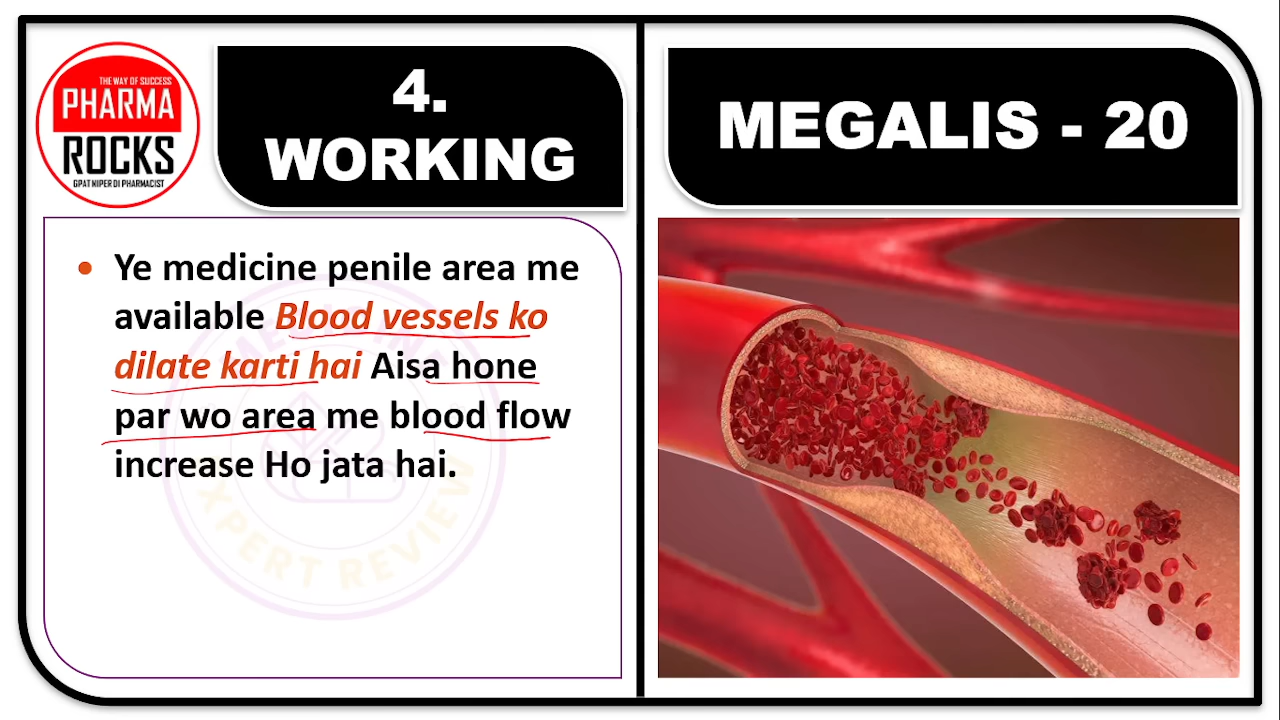 THE WAY OF SUCCESS
PHARMA
ROCKS
GPAT NIPER DI PHARMACIST
4.
WORKING
MEGALIS - 20
• Ye medicine penile area me
available Blood vessels ko
dilate karti hai Aisa hone
par wo area me blood flow
increase Ho jata hai.
EXPERT REVIEW